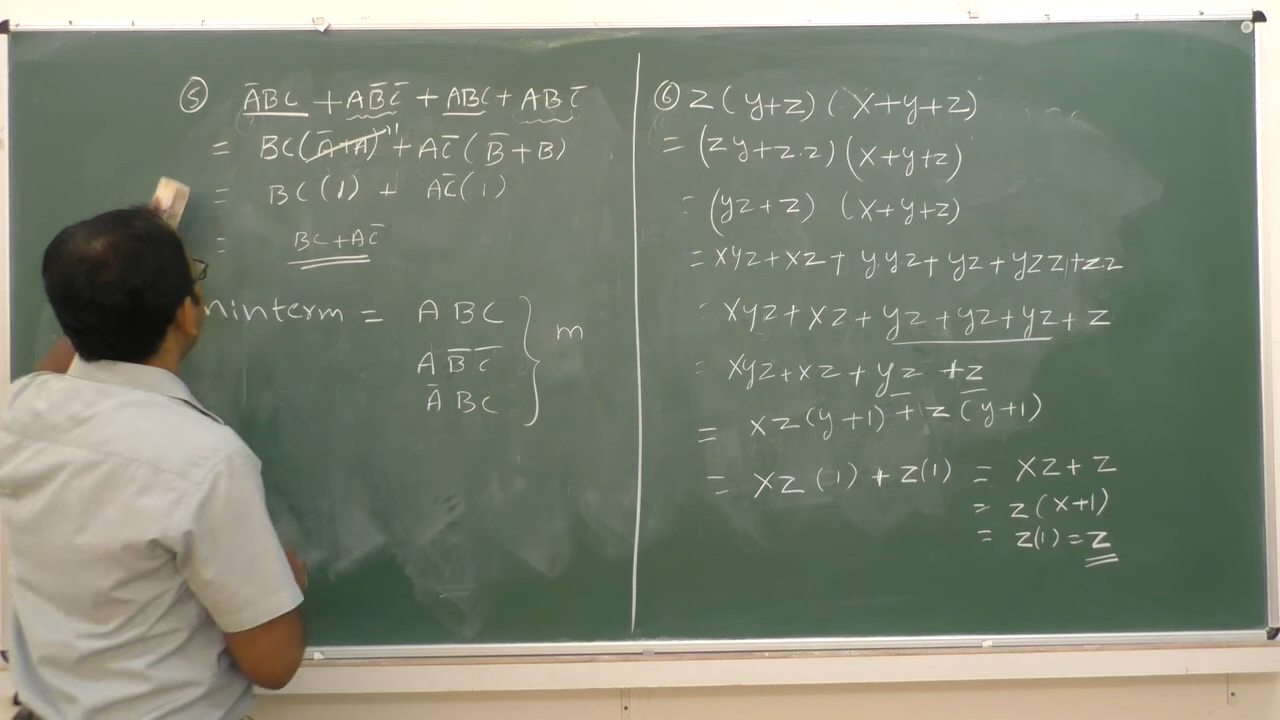 ⑤ A̅BC + AB̅C̅ + ABC + ABC̅
= BC(A̅+A)" + AC̅(B̅+B)
= BC(1) + AC̅(1)
= BC+AC̅
minterm = ABC } m
AB̅C̅
A̅BC
⑥ Z(y+z)(x+y+z)
= (zy+z.z)(x+y+z)
= (yz+z) (x+y+z)
= xyz+xz+y.yz+yz+yzz+z.z
= xyz+xz+yz+yz+yz+z
= xyz+xz+yz+z
= xz(y+1)+z(y+1)
= xz(1)+z(1) = xz+z
= z(x+1)
= z(1)=z